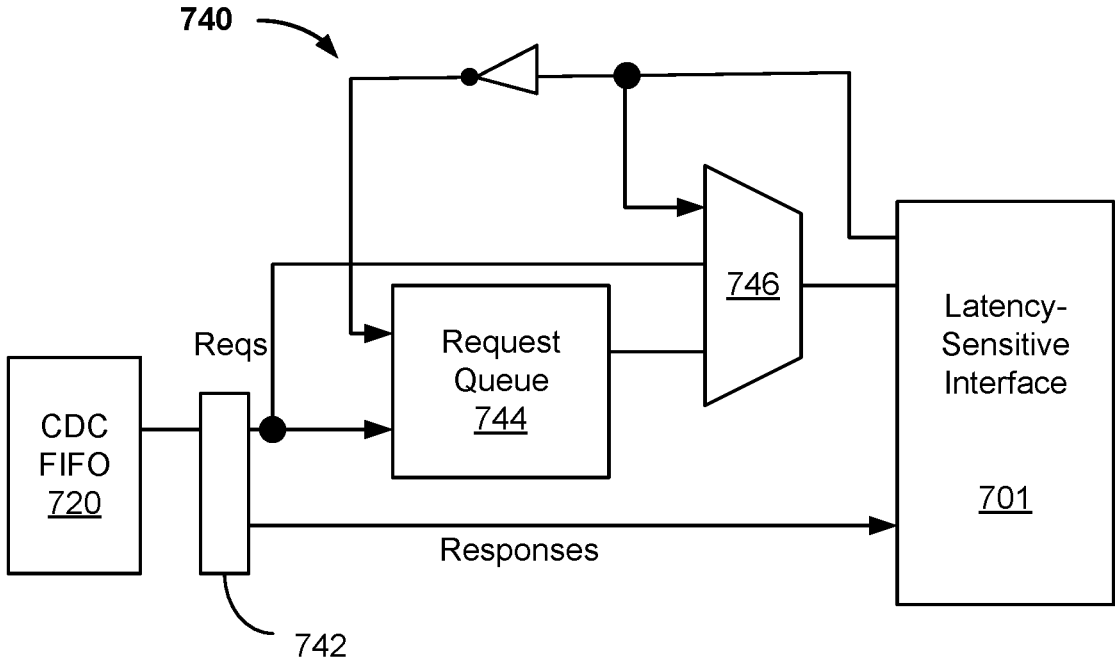 740
746
Reqs
Request
Queue
744
Latency-
Sensitive
Interface
701
CDC
FIFO
720
Responses
742